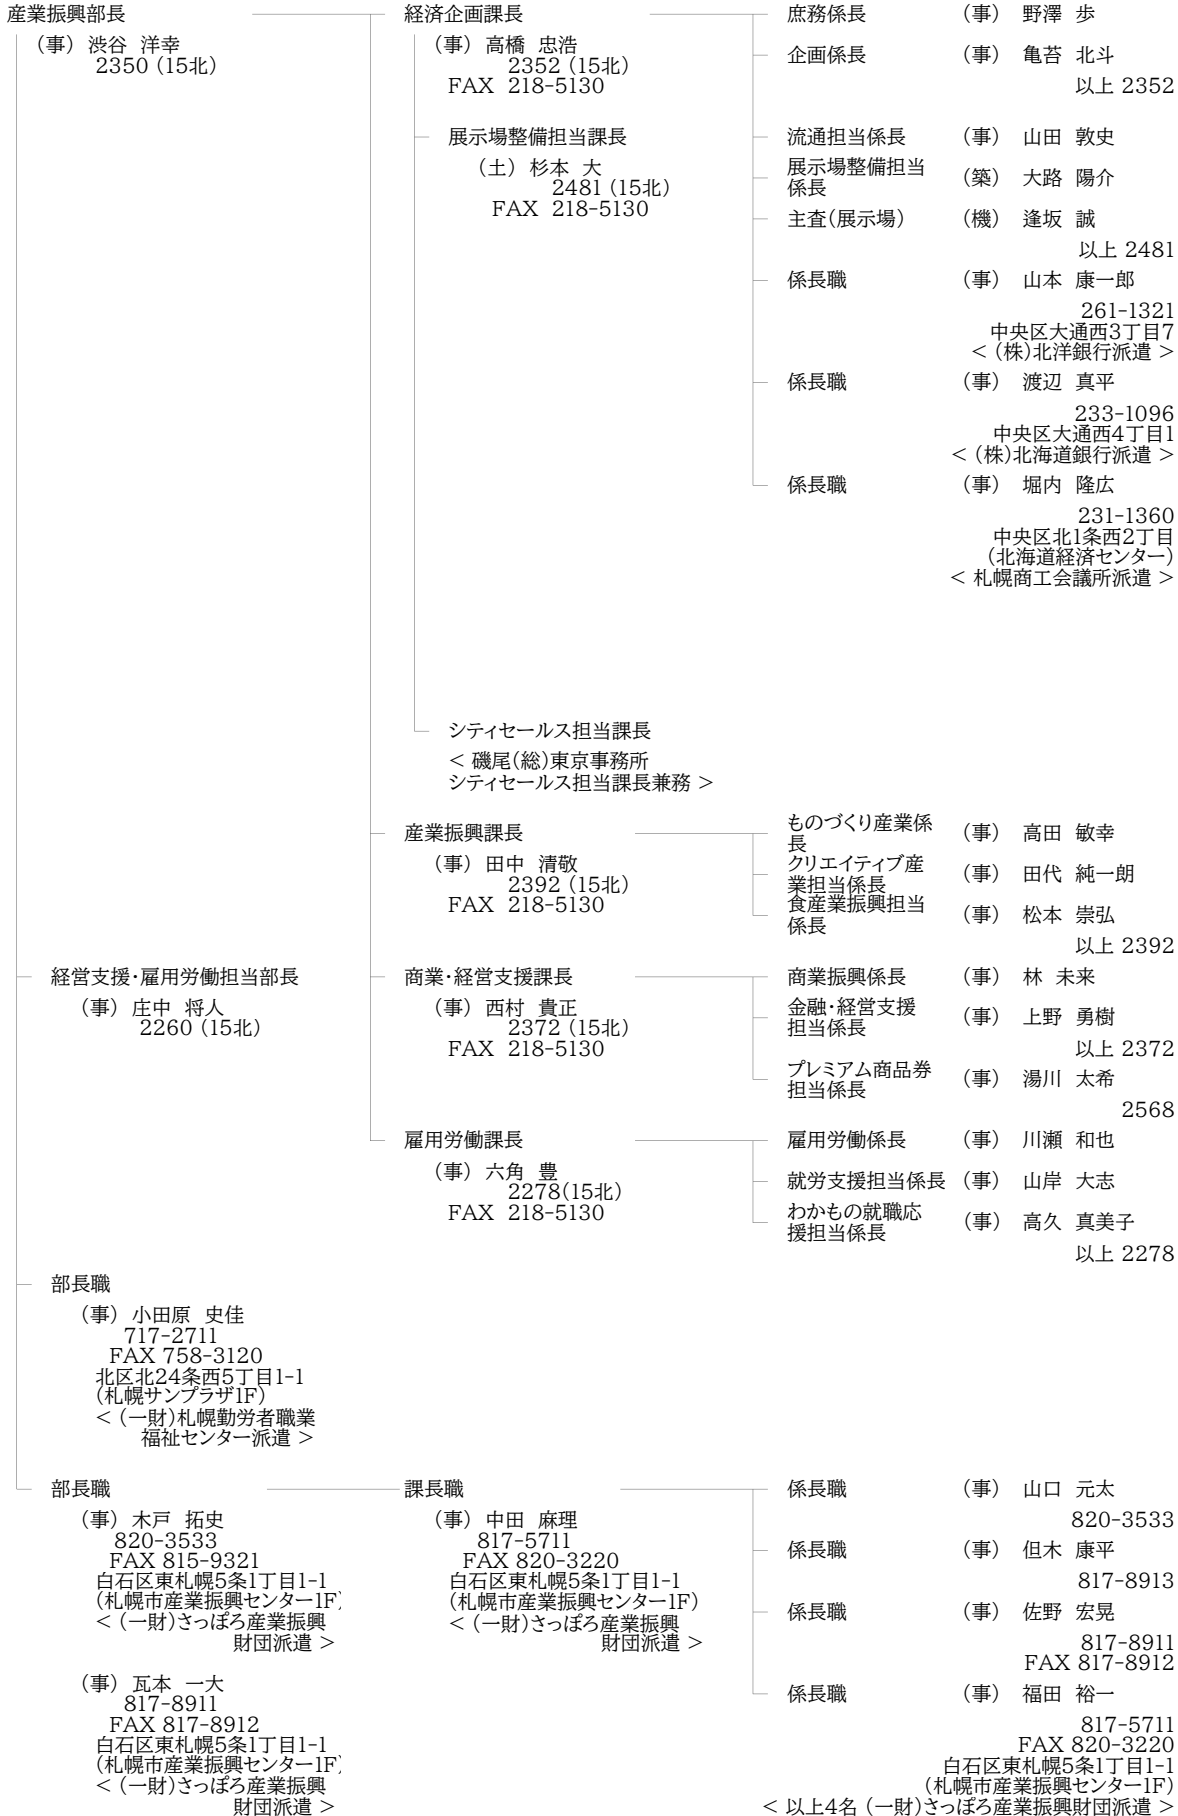 産業振興部長
（事） 渋谷 洋幸
2350 (15北)
経営支援・雇用労働担当部長
（事） 庄中 将人
2260 (15北)
部長職
（事） 小田原 史佳
717-2711
FAX 758-3120
北区北24条西5丁目1-1
(札幌サンプラザ1F)
< (一財)札幌勤労者職業
福祉センター派遣 >
部長職
（事） 木戸 拓史
820-3533
FAX 815-9321
白石区東札幌5条1丁目1-1
(札幌市産業振興センター1F)
< (一財)さっぽろ産業振興
財団派遣 >
（事） 瓦本 一大
817-8911
FAX 817-8912
白石区東札幌5条1丁目1-1
(札幌市産業振興センター1F)
< (一財)さっぽろ産業振興
財団派遣 >
経済企画課長
（事） 高橋 忠浩
2352 (15北)
FAX 218-5130
展示場整備担当課長
（土） 杉本 大
2481 (15北)
FAX 218-5130
シティセールス担当課長
< 磯尾(総)東京事務所
シティセールス担当課長兼務 >
産業振興課長
（事） 田中 清敬
2392 (15北)
FAX 218-5130
商業・経営支援課長
（事） 西村 貴正
2372 (15北)
FAX 218-5130
雇用労働課長
（事） 六角 豊
2278(15北)
FAX 218-5130
課長職
（事） 中田 麻理
817-5711
FAX 820-3220
白石区東札幌5条1丁目1-1
(札幌市産業振興センター1F)
< (一財)さっぽろ産業振興
財団派遣 >
庶務係長 （事） 野澤 歩
企画係長 （事） 亀苔 北斗
以上 2352
流通担当係長 （事） 山田 敦史
展示場整備担当
係長 （築） 大路 陽介
主査(展示場) （機） 逢坂 誠
以上 2481
係長職 （事） 山本 康一郎
261-1321
中央区大通西3丁目7
< (株)北洋銀行派遣 >
係長職 （事） 渡辺 真平
233-1096
中央区大通西4丁目1
< (株)北海道銀行派遣 >
係長職 （事） 堀内 隆広
231-1360
中央区北1条西2丁目
(北海道経済センター)
< 札幌商工会議所派遣 >
ものづくり産業係
長 （事） 高田 敏幸
クリエイティブ産
業担当係長 （事） 田代 純一朗
食産業振興担当
係長 （事） 松本 崇弘
以上 2392
商業振興係長 （事） 林 未来
金融・経営支援
担当係長 （事） 上野 勇樹
以上 2372
プレミアム商品券
担当係長 （事） 湯川 太希
2568
雇用労働係長 （事） 川瀬 和也
就労支援担当係長 （事） 山岸 大志
わかもの就職応
援担当係長 （事） 高久 真美子
以上 2278
係長職 （事） 山口 元太
820-3533
係長職 （事） 但木 康平
817-8913
係長職 （事） 佐野 宏晃
817-8911
FAX 817-8912
係長職 （事） 福田 裕一
817-5711
FAX 820-3220
白石区東札幌5条1丁目1-1
(札幌市産業振興センター1F)
< 以上4名 (一財)さっぽろ産業振興財団派遣 >